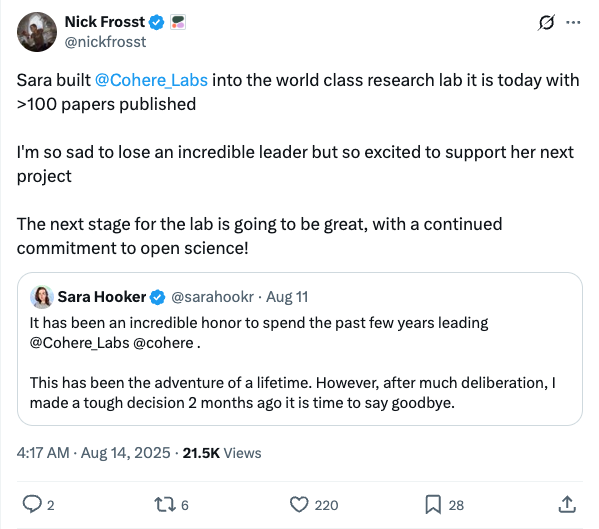 Nick Frosst
@nickfrosst
Sara built @Cohere_Labs into the world class research lab it is today with
>100 papers published
I'm so sad to lose an incredible leader but so excited to support her next
project
The next stage for the lab is going to be great, with a continued
commitment to open science!
Sara Hooker @sarahookr · Aug 11
It has been an incredible honor to spend the past few years leading
@Cohere_Labs @cohere .
This has been the adventure of a lifetime. However, after much deliberation, I
made a tough decision 2 months ago it is time to say goodbye.
4:17 AM · Aug 14, 2025 · 21.5K Views
2 6 220 28